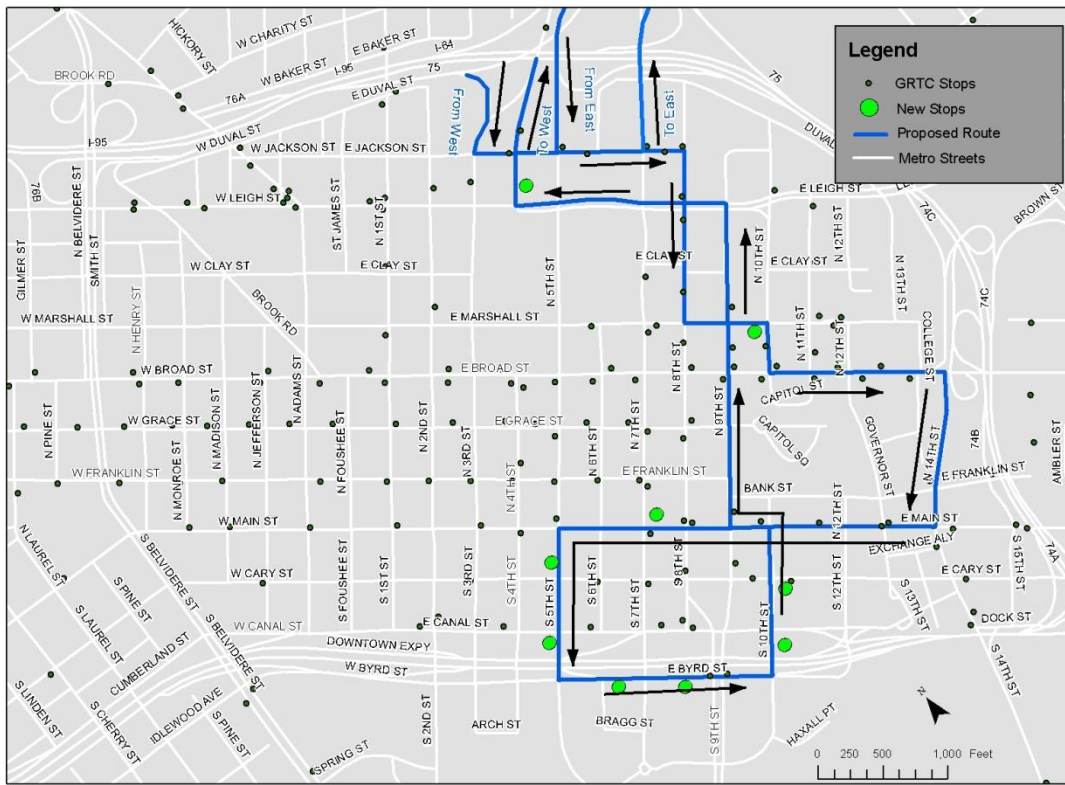 Legend
GRTC Stops
New Stops
Proposed Route
Metro Streets
HICKORY ST
W CHARITY ST
E BAKER ST
I-64
BROOK RD
W BAKER ST
I-95
75
76A
E DUVAL ST
75
I-95
W DUVAL ST
DUVAL
From West
To West
From East
To East
W JACKSON ST
E JACKSON ST
76B
N BELVIDERE ST
W LEIGH ST
E LEIGH ST
LE
74C
BROWN ST
GILMER ST
SMITH ST
ST JAMES ST
N 1ST ST
N 5TH ST
N 10TH ST
N 12TH ST
N 13TH ST
W CLAY ST
E CLAY ST
E CLAY ST
E CLAY ST
74C
N HENRY ST
BROOK RD
W MARSHALL ST
E MARSHALL ST
N 11TH ST
N 12TH ST
COLLEGE ST
W BROAD ST
E BROAD ST
N 8TH ST
N 9TH ST
CAPITOL ST
N PINE ST
W GRACE ST
N MADISON ST
N JEFFERSON ST
N ADAMS ST
E GRACE ST
N 2ND ST
N 3RD ST
N 4TH ST
N 6TH ST
N 7TH ST
CAPITOL SQ
GOVERNOR ST
N 14TH ST
74B
AMBLER ST
W FRANKLIN ST
N MONROE ST
N FOUSHEE ST
E FRANKLIN ST
E FRANKLIN ST
BANK ST
W MAIN ST
N 12TH ST
E MAIN ST
EXCHANGE ALY
N LAUREL ST
S BELVIDERE ST
S FOUSHEE ST
S 1ST ST
S 3RD ST
S 4TH ST
S 5TH ST
S 6TH ST
S 7TH ST
S 8TH ST
S 10TH ST
S 12TH ST
S 13TH ST
S 15TH ST
74A
W CARY ST
E CARY ST
S PINE ST
S LAUREL ST
W CANAL ST
E CANAL ST
DOCK ST
DOWNTOWN EXPY
CUMBERLAND ST
S BELVIDERE ST
W BYRD ST
E BYRD ST
S 14TH ST
S LINDEN ST
S CHERRY ST
IDLEWOOD AVE
S PINE ST
S 2ND ST
ARCH ST
BRAGG ST
S 9TH ST
HAXALL PT
SPRING ST
N
0 250 500 1,000 Feet